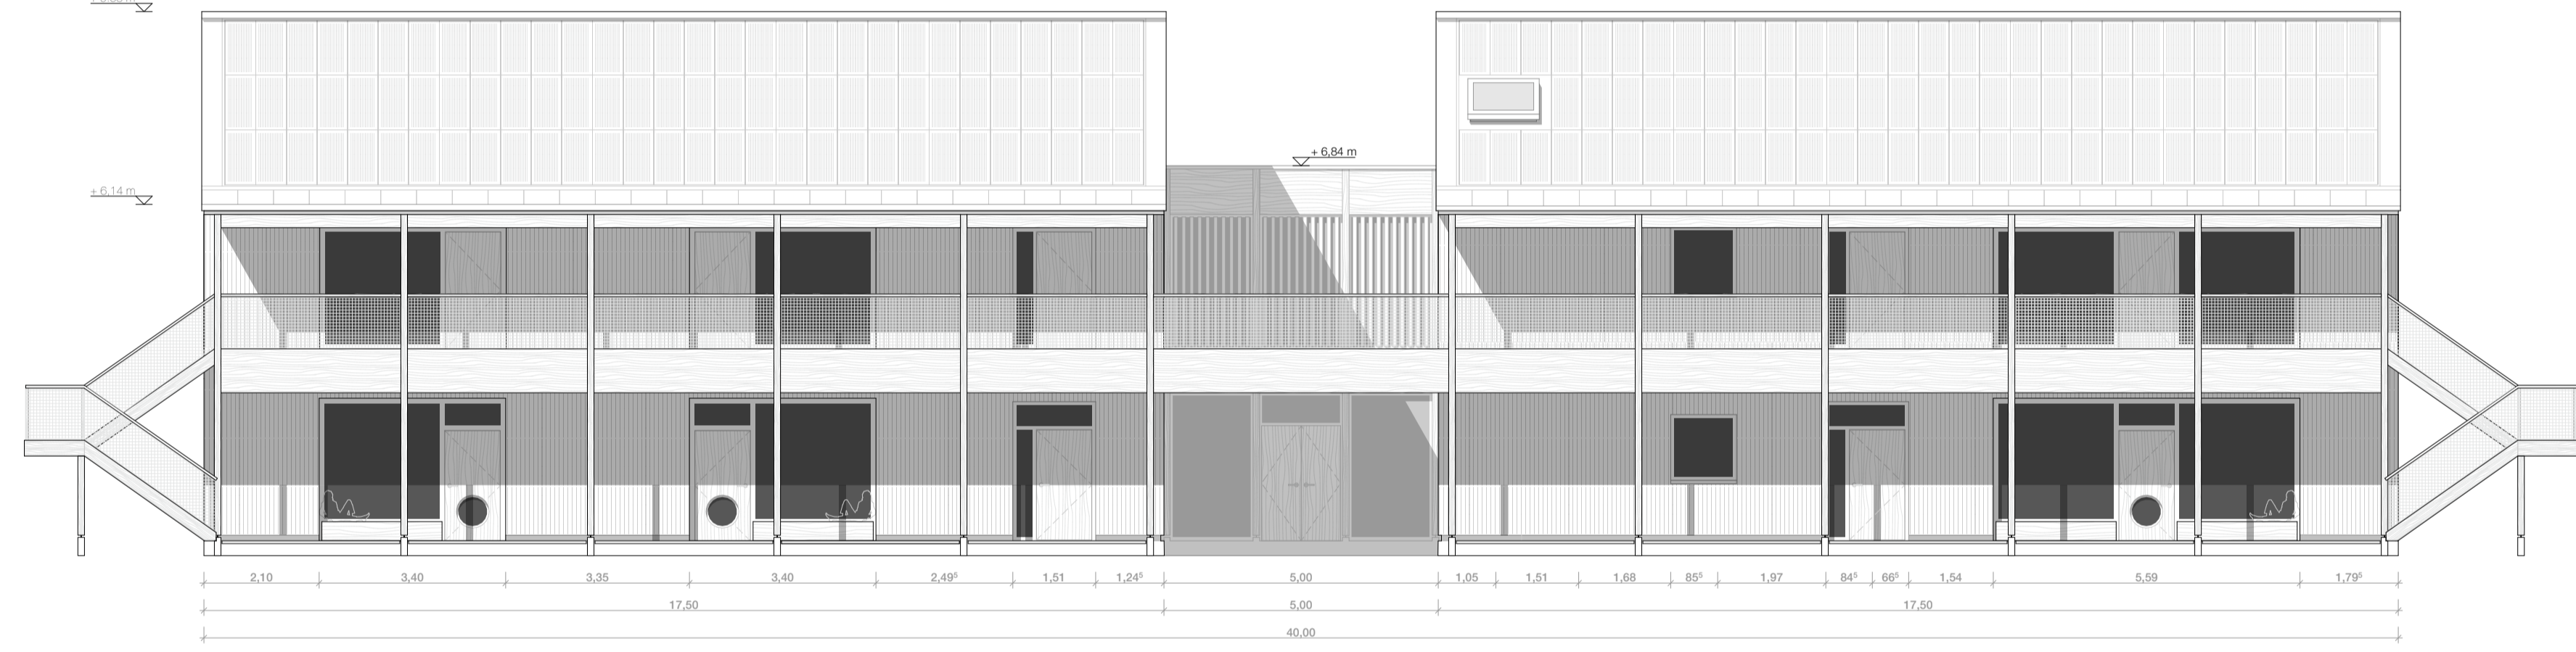 + 6,84 m
+ 6,14 m
2,10 3,40 3,35 3,40 2,49⁵ 1,51 1,24⁵ 5,00 1,05 1,51 1,68 85⁵ 1,97 84⁵ 66⁵ 1,54 5,59 1,79⁵
17,50 5,00 17,50
40,00